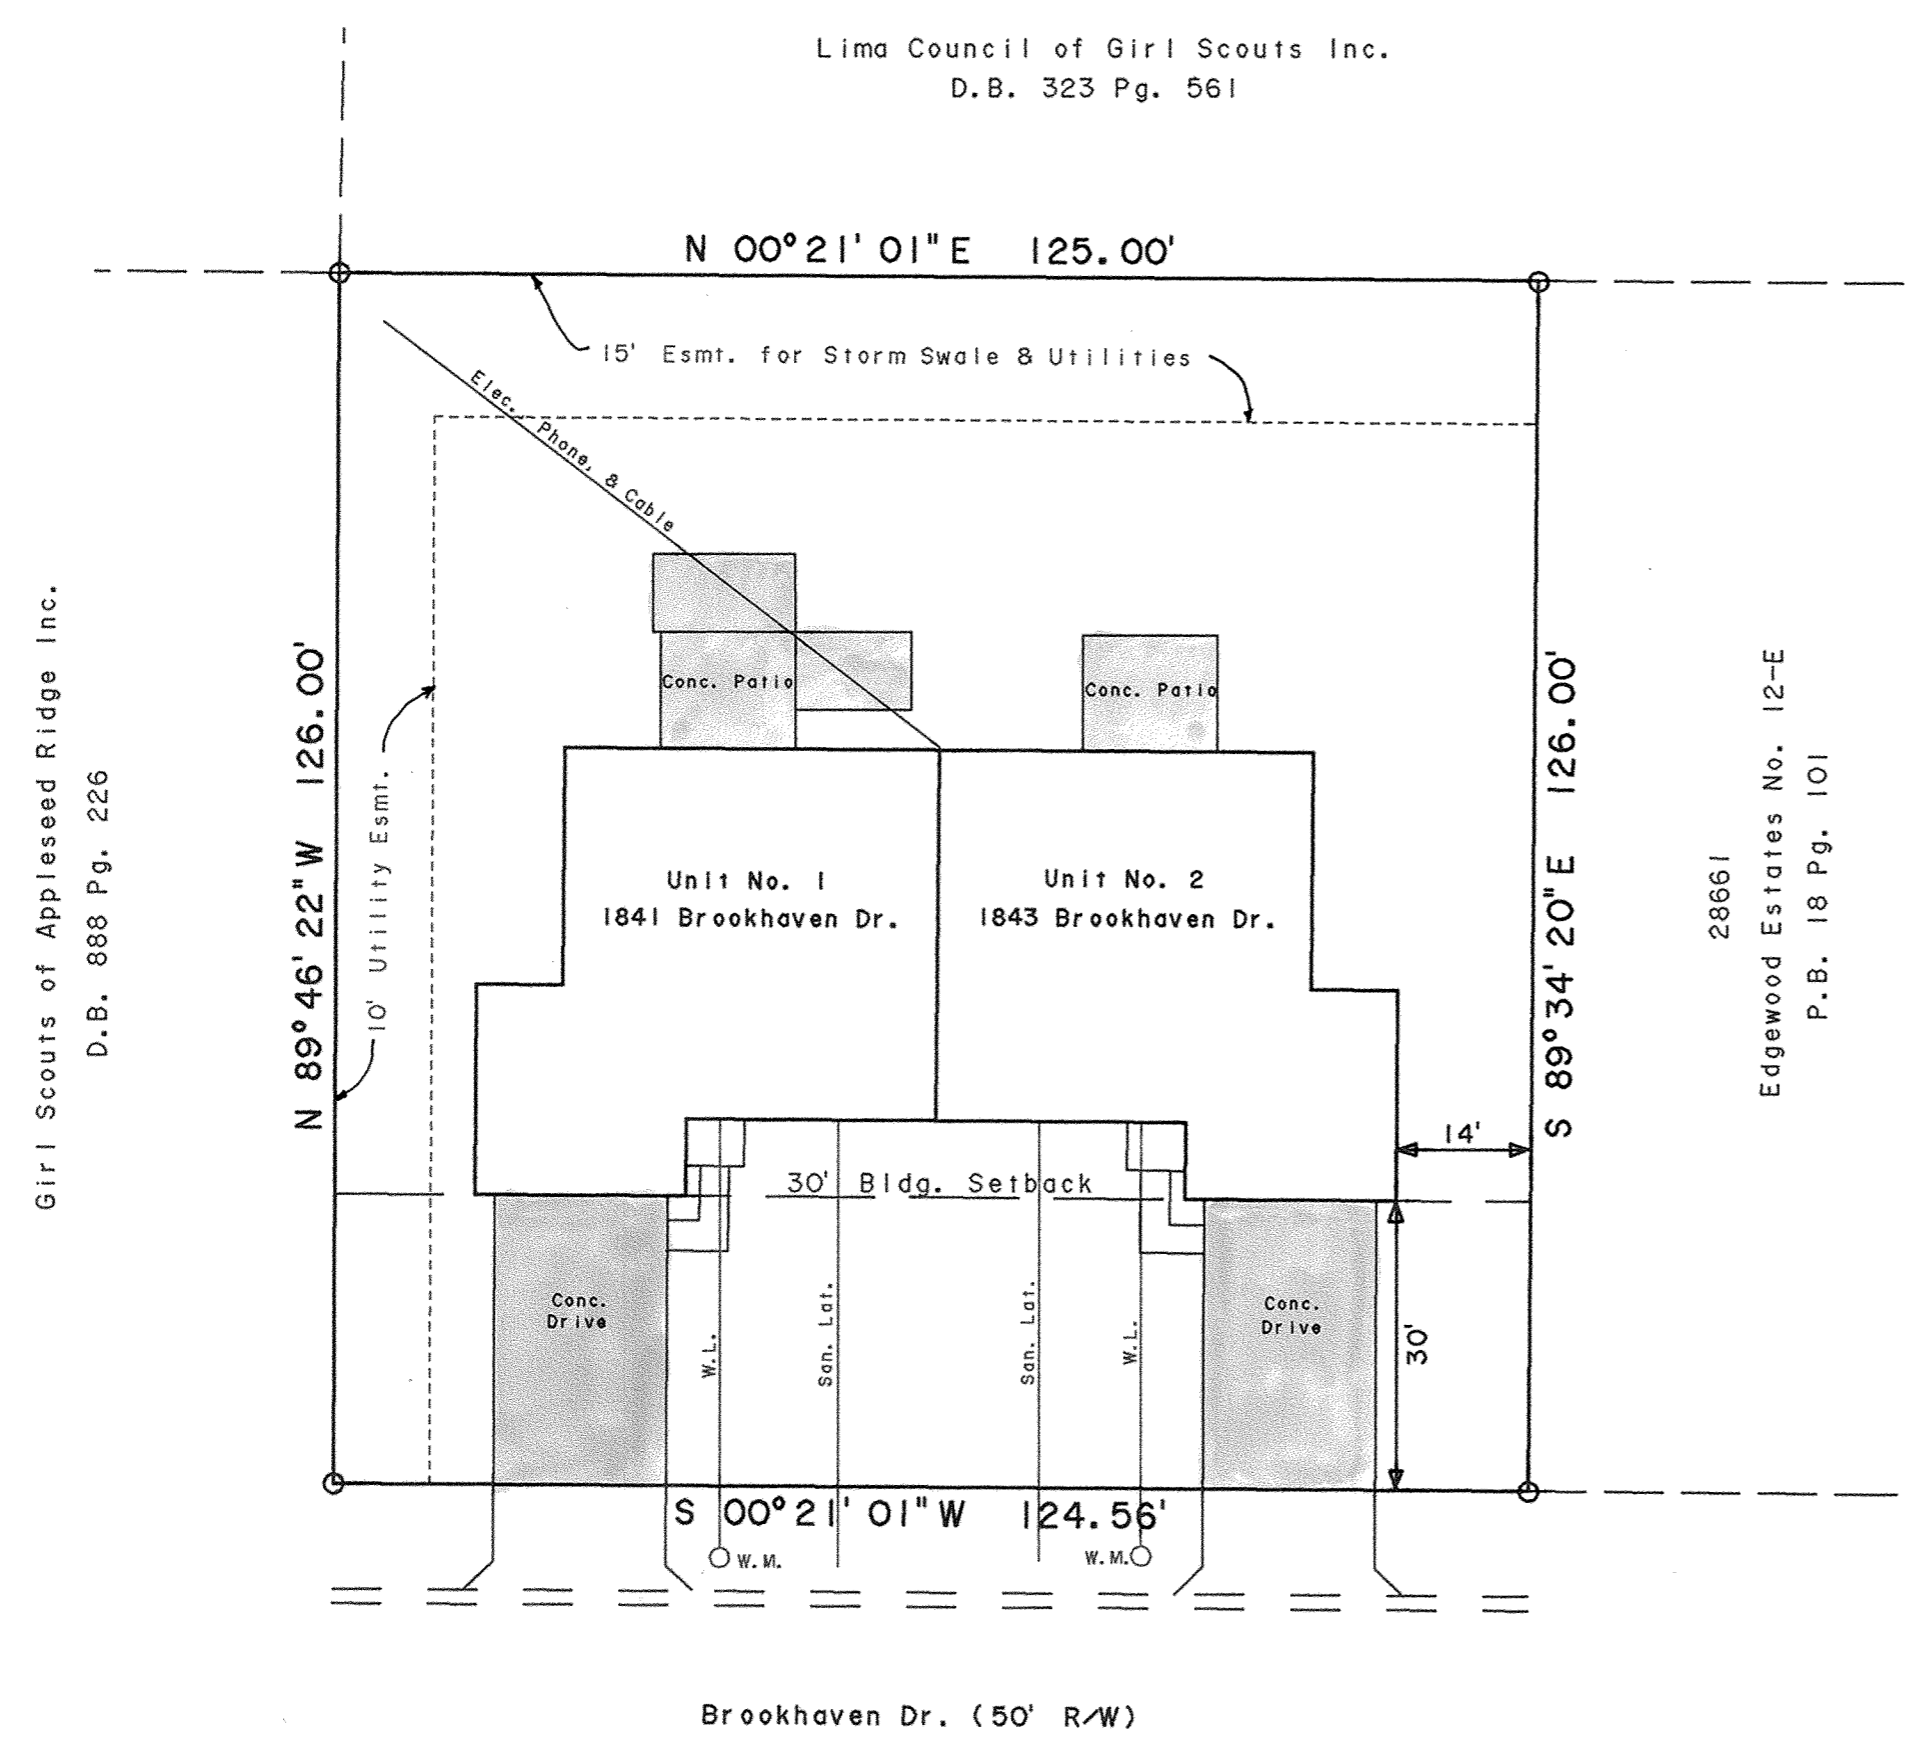 Lima Council of Girl Scouts Inc.
D.B. 323 Pg. 561
N 00°21'01"E 125.00'
15' Esmt. for Storm Swale & Utilities
Elec., Phone, & Cable
Girl Scouts of Appleseed Ridge Inc.
D.B. 888 Pg. 226
N 89°46'22"W 126.00'
10' Utility Esmt.
Conc. Patio
Conc. Patio
Unit No. 1
1841 Brookhaven Dr.
Unit No. 2
1843 Brookhaven Dr.
S 89°34'20"E 126.00'
28661
Edgewood Estates No. 12-E
P.B. 18 Pg. 101
14'
30' Bldg. Setback
Conc.
Drive
W.L.
San. Lat.
San. Lat.
W.L.
Conc.
Drive
30'
S 00°21'01"W 124.56'
W.M.
W.M.
Brookhaven Dr. (50' R/W)